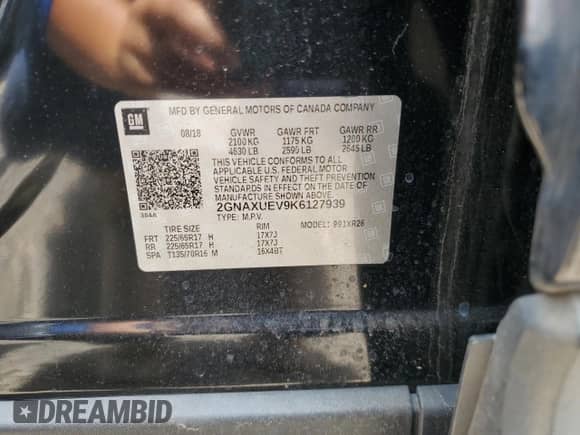 MFD BY GENERAL MOTORS OF CANADA COMPANY
GM
08/18 GVWR GAWR FRT GAWR RR
2100 KG 1175 KG 1200 KG
4630 LB 2590 LB 2645 LB
THIS VEHICLE CONFORMS TO ALL
APPLICABLE U.S. FEDERAL MOTOR
VEHICLE SAFETY AND THEFT PREVENTION
STANDARDS IN EFFECT ON THE DATE OF
MANUFACTURE SHOWN ABOVE.
2GNAXUEV9K6127939
TYPE: M.P.V. MODEL: 991XR26
TIRE SIZE RIM
FRT 225/65R17 H 17X7J
RR 225/65R17 H 17X7J
SPA T135/70R16 M 16X4BT
DREAMBID